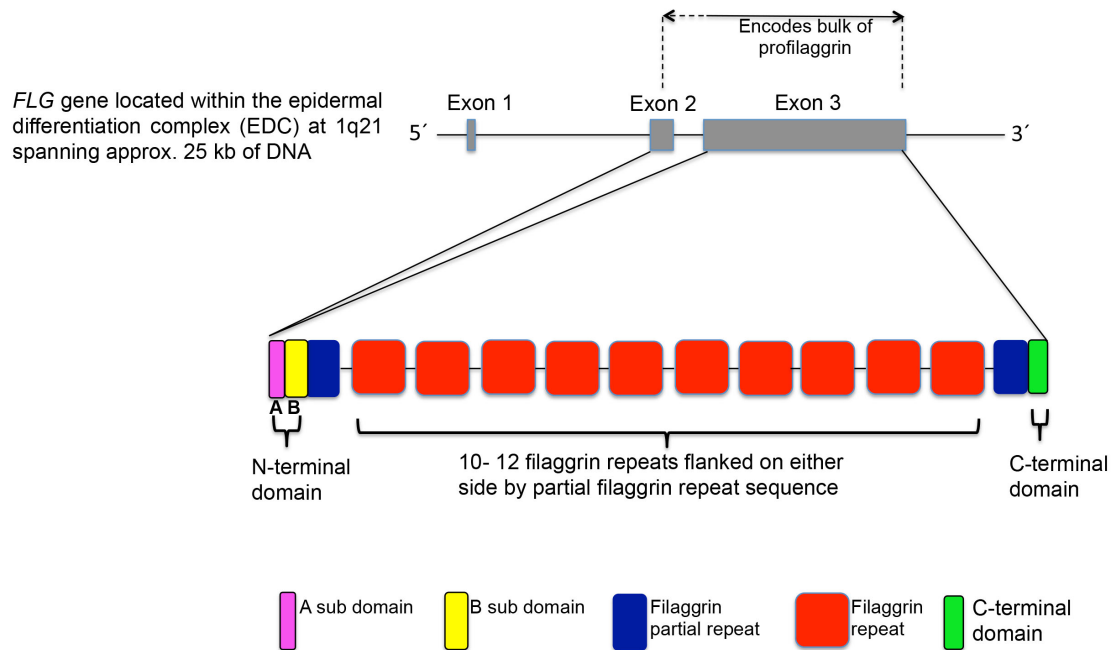 Encodes bulk of
profilaggrin
FLG gene located within the epidermal
differentiation complex (EDC) at 1q21
spanning approx. 25 kb of DNA
Exon 1
Exon 2
Exon 3
5´
3´
A B
N-terminal
domain
10- 12 filaggrin repeats flanked on either
side by partial filaggrin repeat sequence
C-terminal
domain
A sub domain
B sub domain
Filaggrin
partial repeat
Filaggrin
repeat
C-terminal
domain